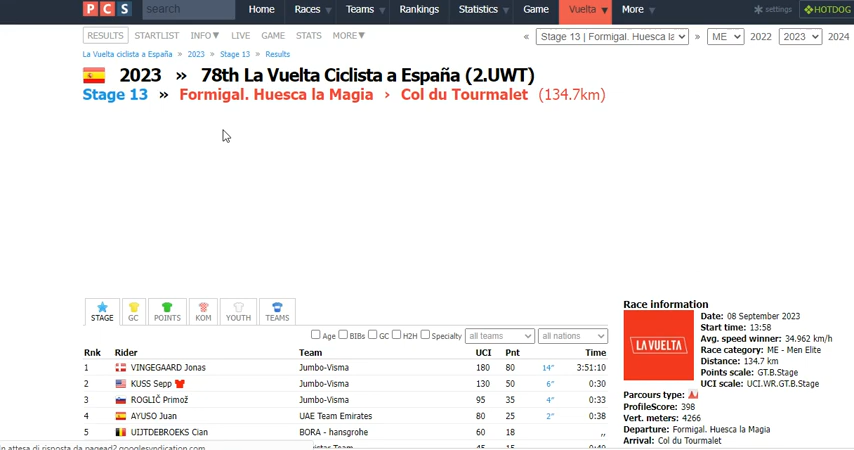 PCS search Home Races Teams Rankings Statistics Game Vuelta More settings HOTDOG
RESULTS STARTLIST INFO▼ LIVE GAME STATS MORE▼ « Stage 13 | Formigal. Huesca la » ME 2022 2023 2024
La Vuelta ciclista a España » 2023 » Stage 13 » Results
2023 » 78th La Vuelta Ciclista a España (2.UWT)
Stage 13 » Formigal. Huesca la Magia › Col du Tourmalet (134.7km)
STAGE GC POINTS KOM YOUTH TEAMS
Age BIBs GC H2H Specialty all teams all nations
Rnk Rider Team UCI Pnt Time
1 VINGEGAARD Jonas Jumbo-Visma 180 80 14″ 3:51:10
2 KUSS Sepp Jumbo-Visma 130 50 6″ 0:30
3 ROGLIČ Primož Jumbo-Visma 95 35 4″ 0:33
4 AYUSO Juan UAE Team Emirates 80 25 2″ 0:38
5 UIJTDEBROEKS Cian BORA - hansgrohe 60 18 ,,
Race information
LA VUELTA
Date: 08 September 2023
Start time: 13:58
Avg. speed winner: 34.962 km/h
Race category: ME - Men Elite
Distance: 134.7 km
Points scale: GT.B.Stage
UCI scale: UCI.WR.GT.B.Stage
Parcours type:
ProfileScore: 398
Vert. meters: 4266
Departure: Formigal. Huesca la Magia
Arrival: Col du Tourmalet
In attesa di risposta da pagead2.googlesyndication.com